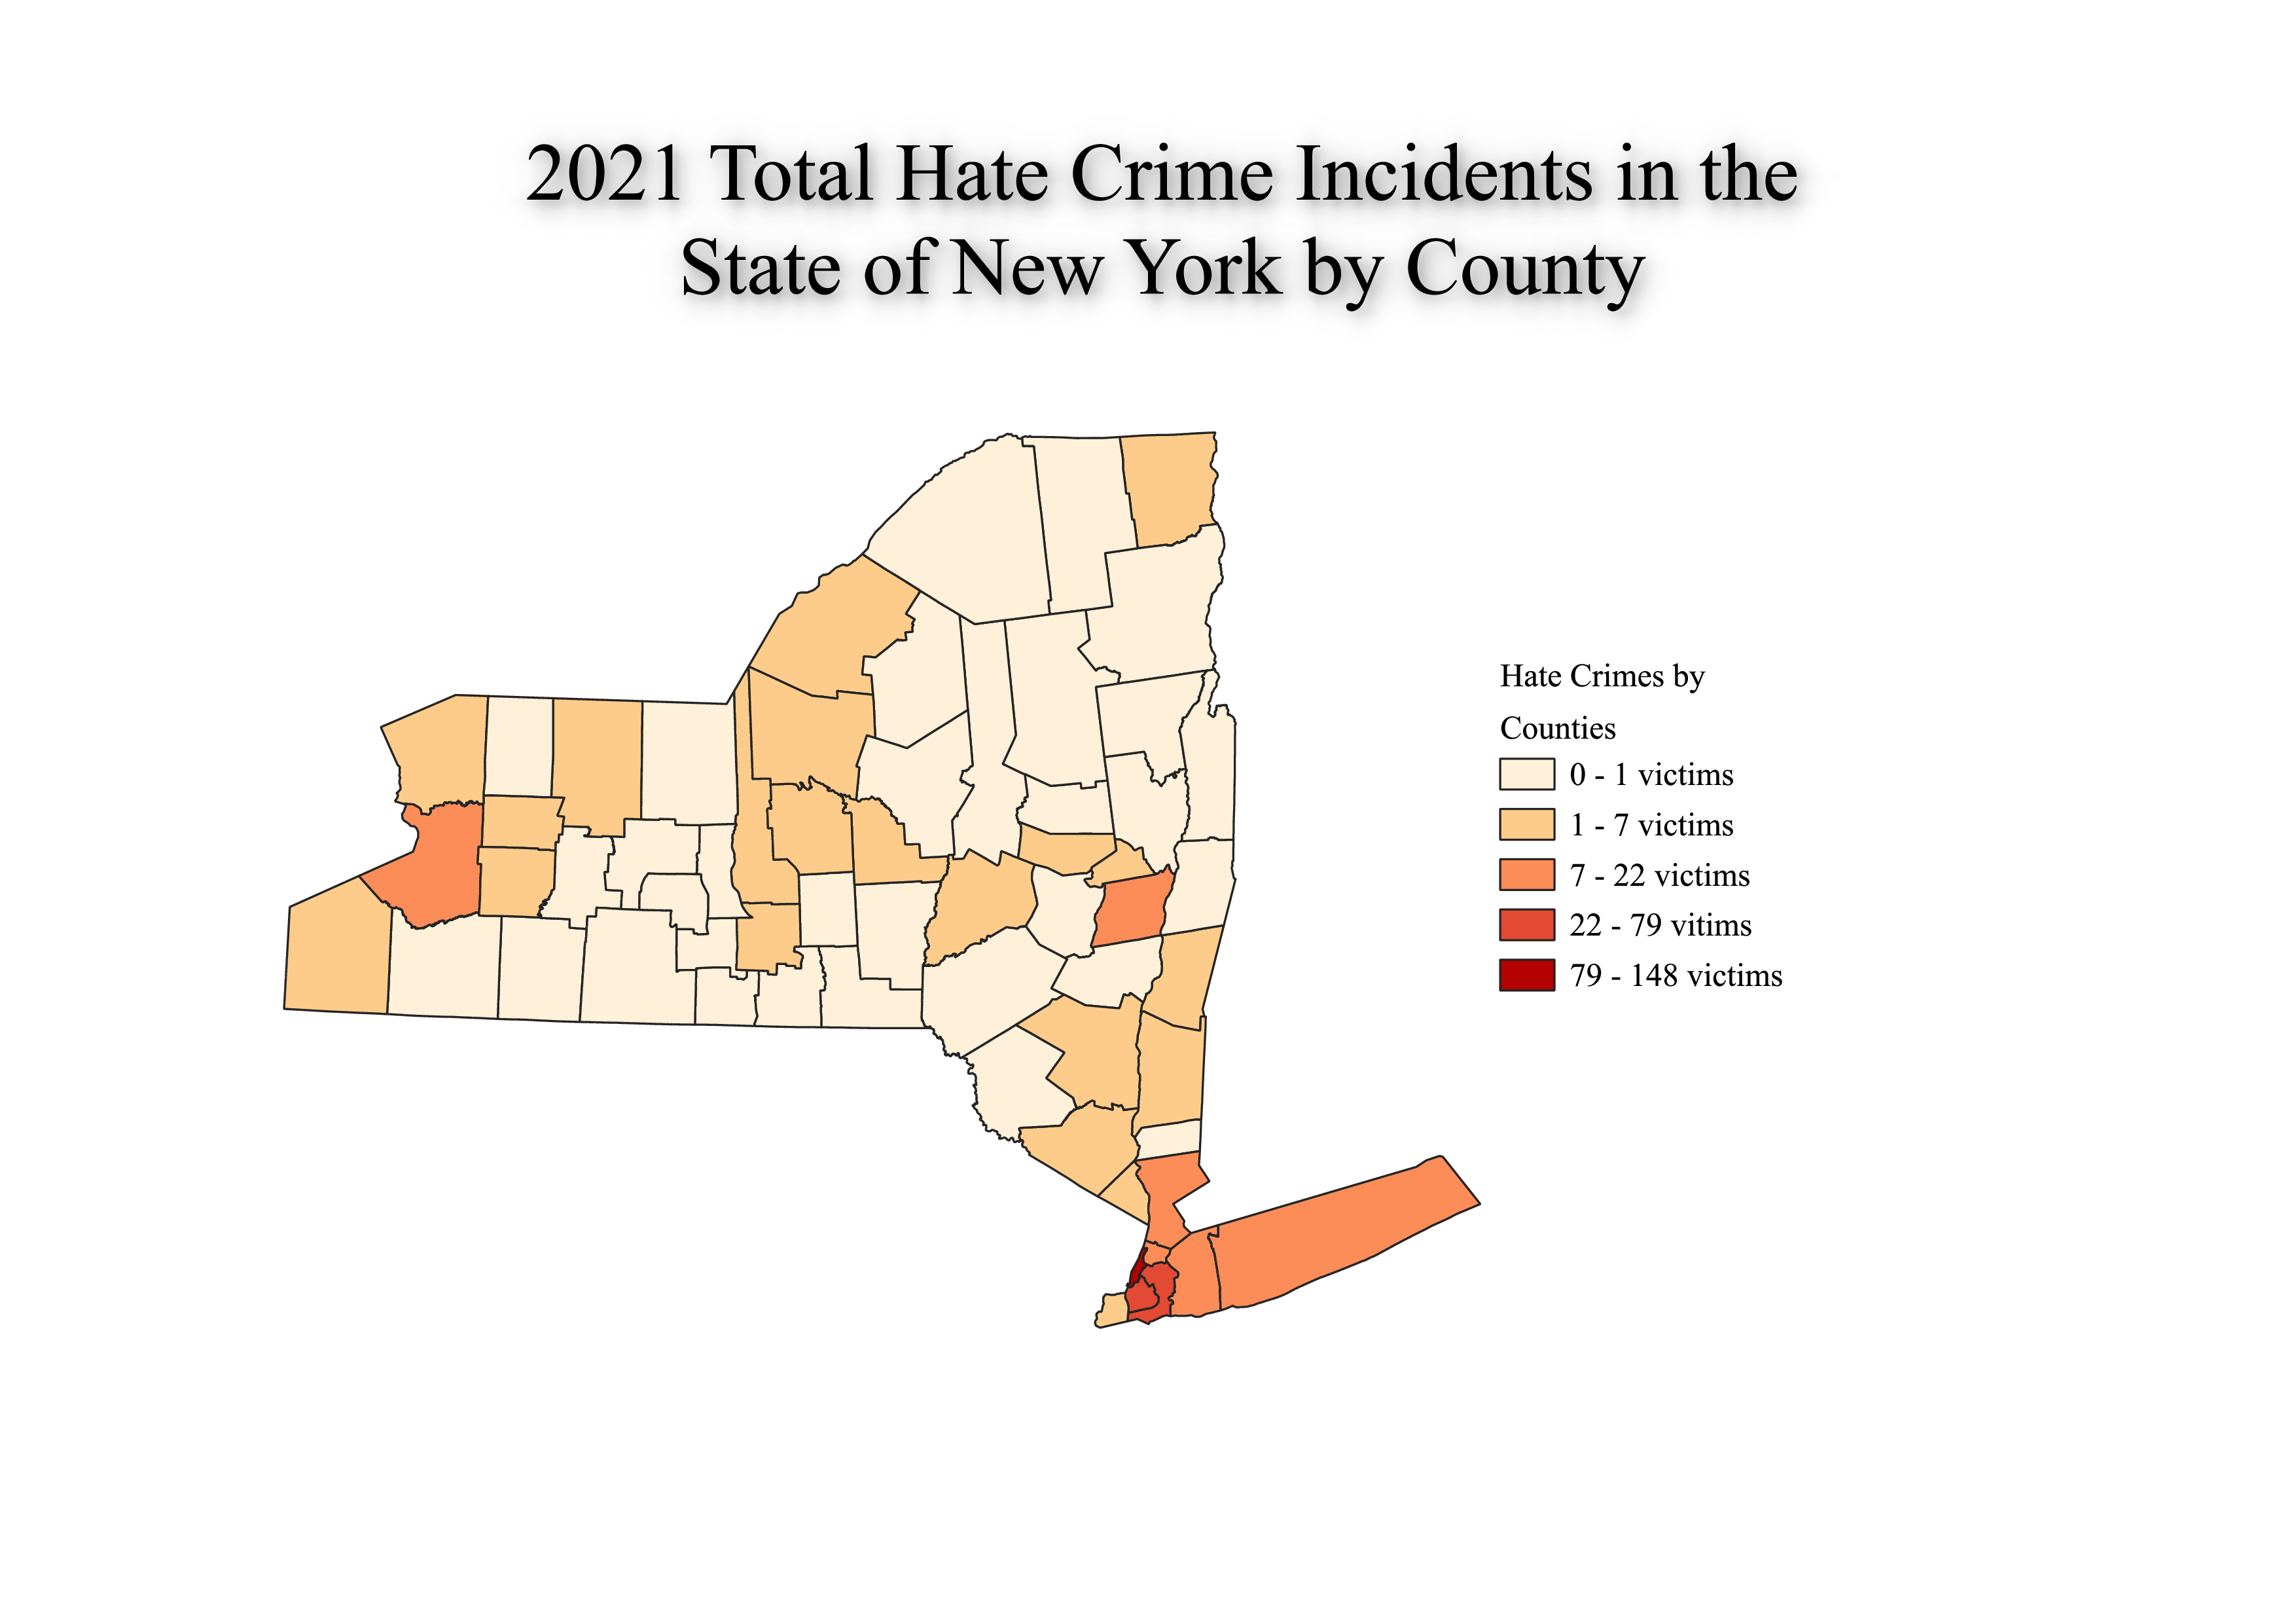 2021 Total Hate Crime Incidents in the
State of New York by County
Hate Crimes by
Counties
0 - 1 victims
1 - 7 victims
7 - 22 victims
22 - 79 vitims
79 - 148 victims